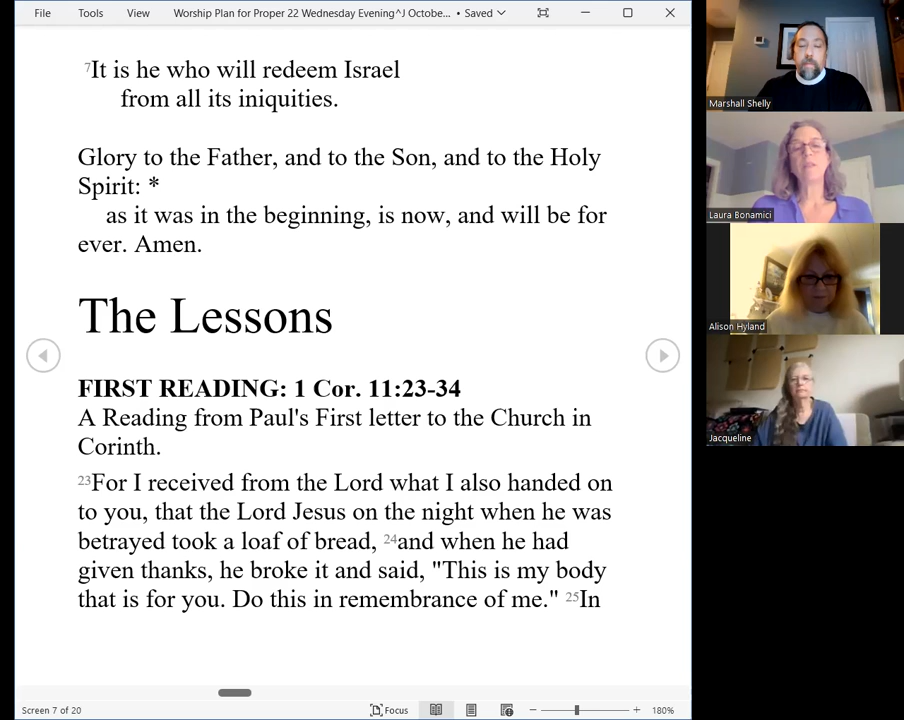 File Tools View Worship Plan for Proper 22 Wednesday Evening^J Octobe... • Saved
7It is he who will redeem Israel
from all its iniquities.
Glory to the Father, and to the Son, and to the Holy
Spirit: *
as it was in the beginning, is now, and will be for
ever. Amen.
The Lessons
FIRST READING: 1 Cor. 11:23-34
A Reading from Paul's First letter to the Church in
Corinth.
23For I received from the Lord what I also handed on
to you, that the Lord Jesus on the night when he was
betrayed took a loaf of bread, 24and when he had
given thanks, he broke it and said, "This is my body
that is for you. Do this in remembrance of me." 25In
Screen 7 of 20 Focus 180%
Marshall Shelly
Laura Bonamici
Alison Hyland
Jacqueline